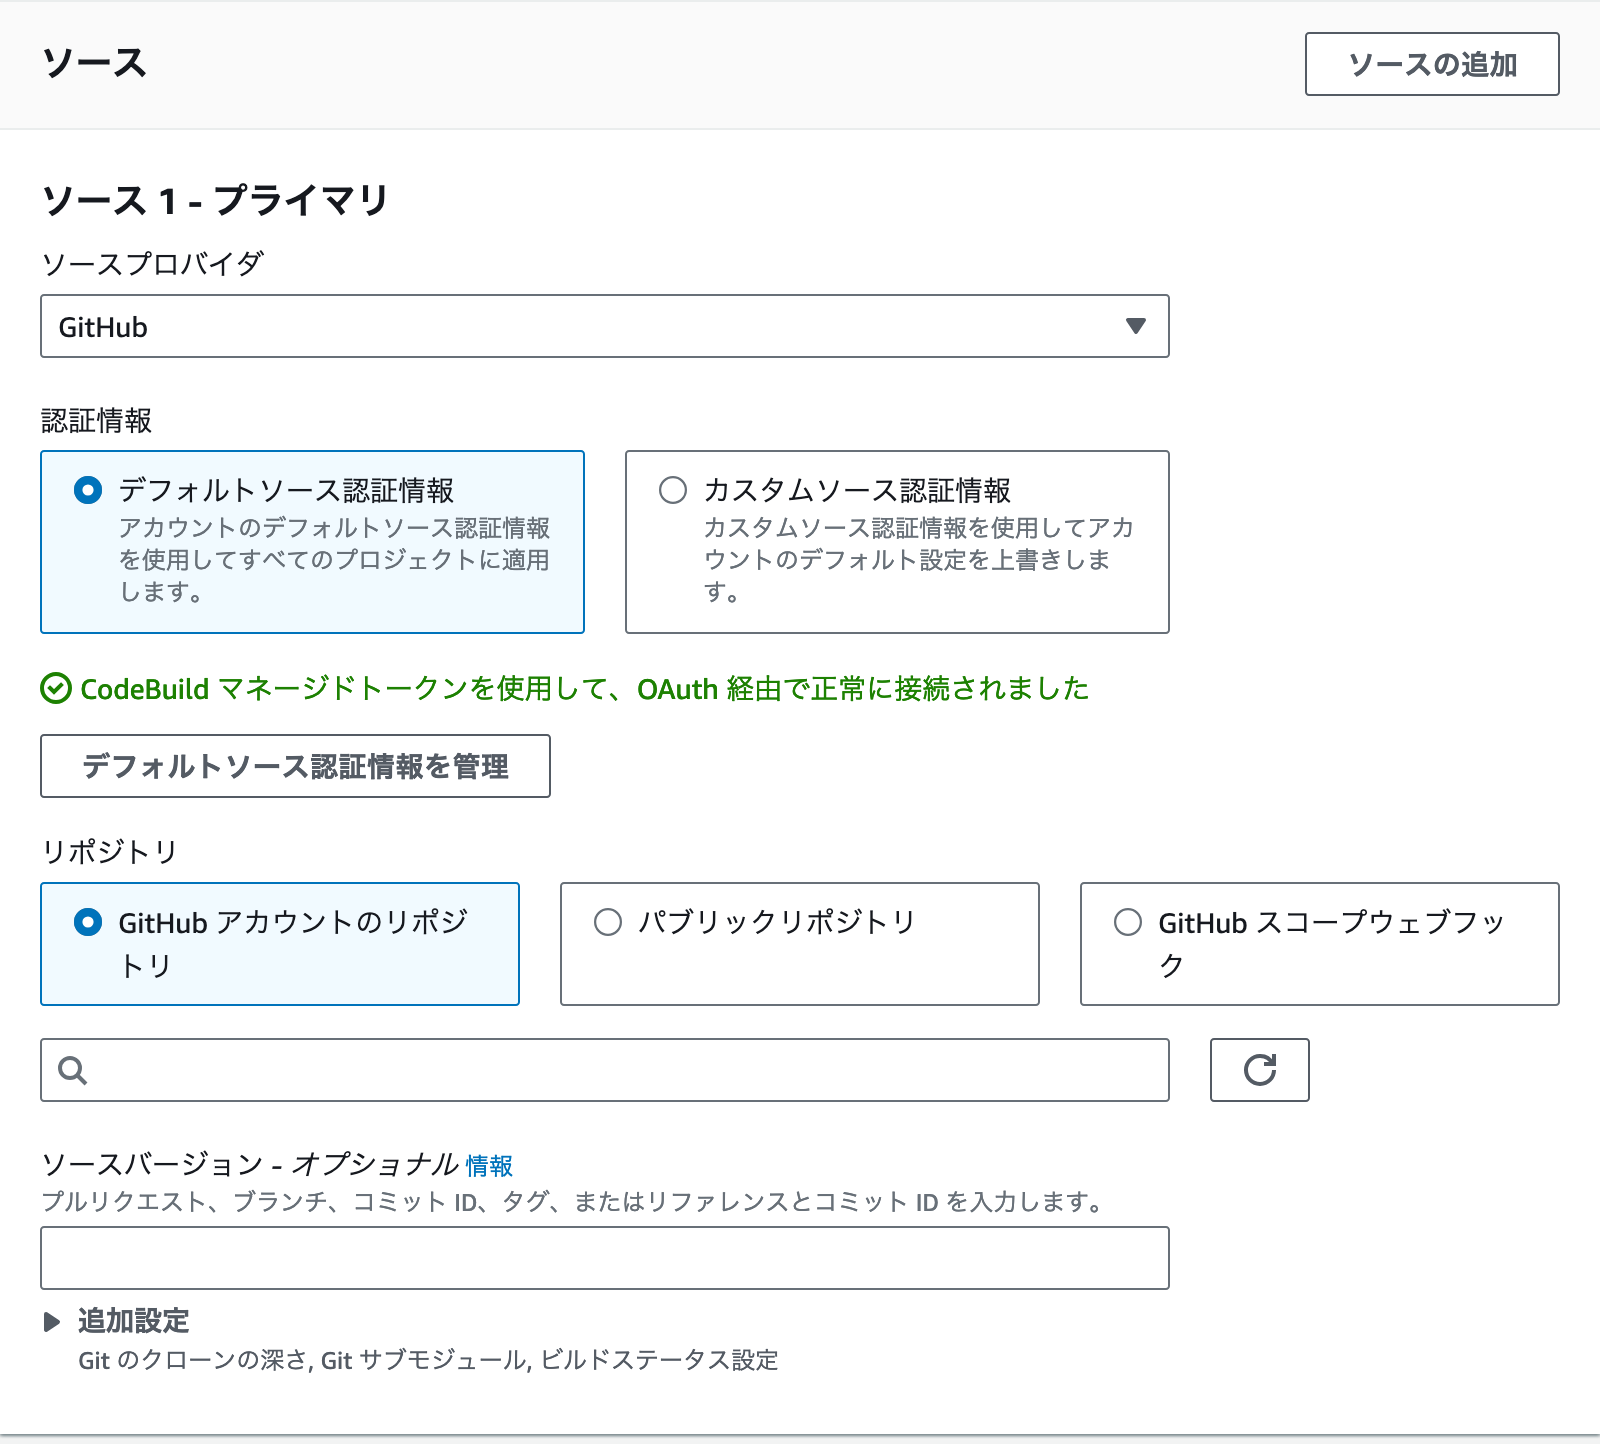 ソース
ソースの追加
ソース 1 - プライマリ
ソースプロバイダ
GitHub
認証情報
デフォルトソース認証情報
アカウントのデフォルトソース認証情報
を使用してすべてのプロジェクトに適用
します。
カスタムソース認証情報
カスタムソース認証情報を使用してアカ
ウントのデフォルト設定を上書きしま
す。
CodeBuild マネージドトークンを使用して、OAuth 経由で正常に接続されました
デフォルトソース認証情報を管理
リポジトリ
GitHub アカウントのリポジ
トリ
パブリックリポジトリ
GitHub スコープウェブフッ
ク
ソースバージョン - オプショナル 情報
プルリクエスト、ブランチ、コミット ID、タグ、またはリファレンスとコミット ID を入力します。
追加設定
Git のクローンの深さ, Git サブモジュール, ビルドステータス設定